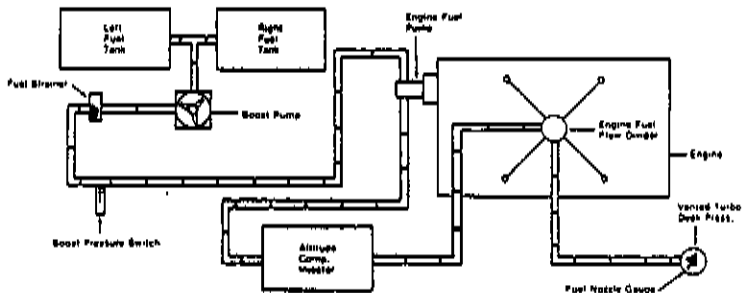 Left
Fuel
Tank
Right
Fuel
Tank
Engine Fuel
Pump
Fuel Strainer
Boost Pump
Engine Fuel
Flow Divider
Engine
Vented Turbo
Deck Press.
Boost Pressure Switch
Altitude
Comp.
Fuel Nozzle Gauge